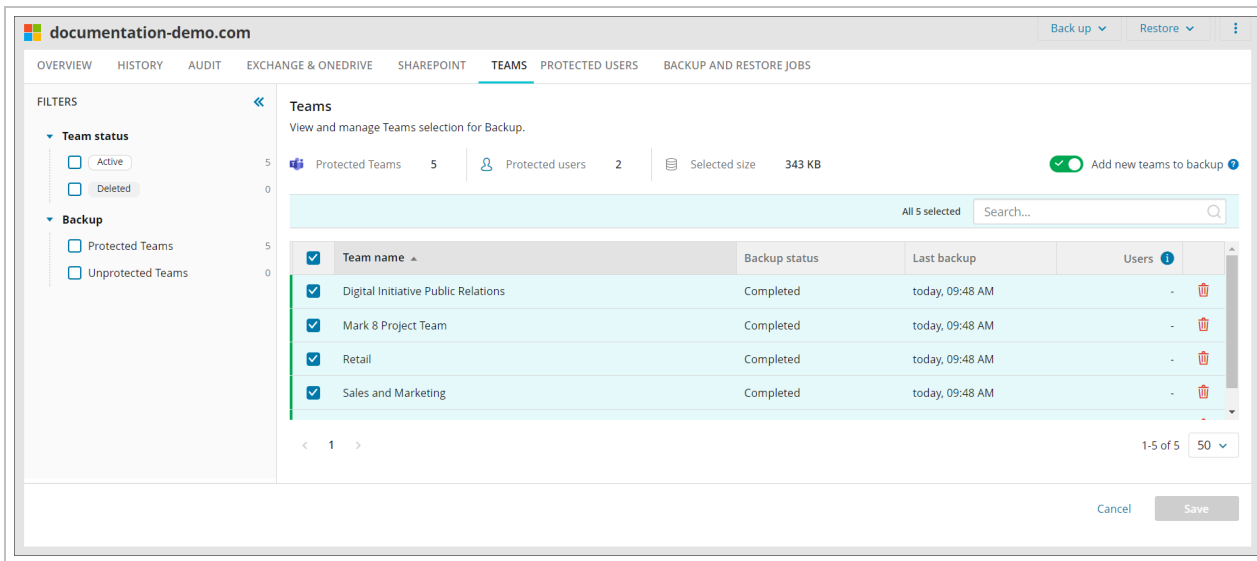 documentation-demo.com
Back up Restore
OVERVIEW HISTORY AUDIT EXCHANGE & ONEDRIVE SHAREPOINT TEAMS PROTECTED USERS BACKUP AND RESTORE JOBS
FILTERS
Team status
Active 5
Deleted 0
Backup
Protected Teams 5
Unprotected Teams 0
Teams
View and manage Teams selection for Backup.
Protected Teams 5 Protected users 2 Selected size 343 KB Add new teams to backup ?
All 5 selected Search...
Team name Backup status Last backup Users i
Digital Initiative Public Relations Completed today, 09:48 AM -
Mark 8 Project Team Completed today, 09:48 AM -
Retail Completed today, 09:48 AM -
Sales and Marketing Completed today, 09:48 AM -
< 1 > 1-5 of 5 50
Cancel Save